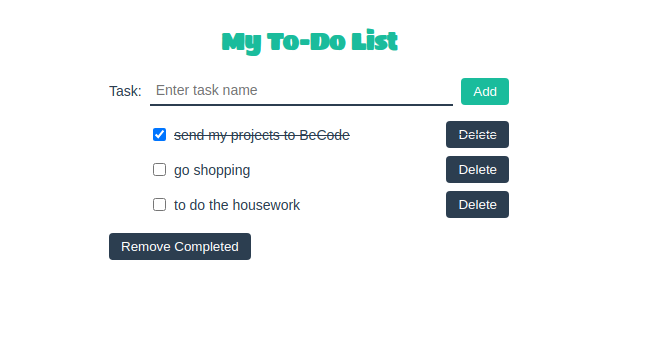 My To-Do List
Task: Enter task name Add
send my projects to BeCode Delete
go shopping Delete
to do the housework Delete
Remove Completed